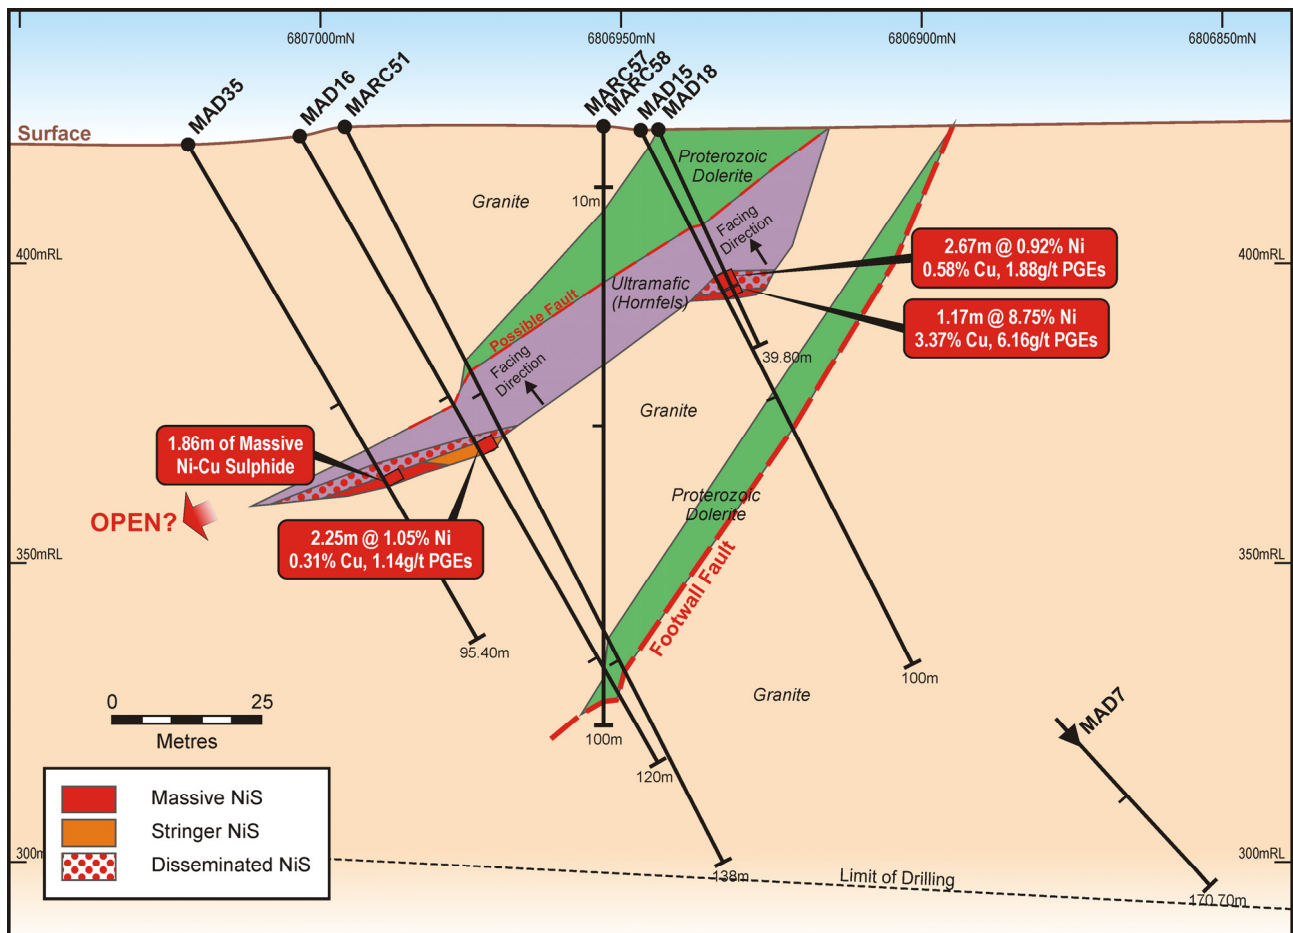 6807000mN
6806950mN
6806900mN
6806850mN
MAD35
MAD16
MARC51
MARC57
MARC58
MAD15
MAD18
Surface
Proterozoic
Dolerite
Granite
10m
Facing
Direction
400mRL
400mRL
2.67m @ 0.92% Ni
0.58% Cu, 1.88g/t PGEs
Ultramafic
(Hornfels)
1.17m @ 8.75% Ni
3.37% Cu, 6.16g/t PGEs
Possible Fault
39.80m
Facing
Direction
Granite
1.86m of Massive
Ni-Cu Sulphide
Proterozoic
Dolerite
OPEN?
2.25m @ 1.05% Ni
0.31% Cu, 1.14g/t PGEs
350mRL
350mRL
Footwall Fault
95.40m
100m
Granite
0 25
Metres
MAD7
100m
120m
Massive NiS
Stringer NiS
Disseminated NiS
300m
300mRL
138m
Limit of Drilling
170.70m